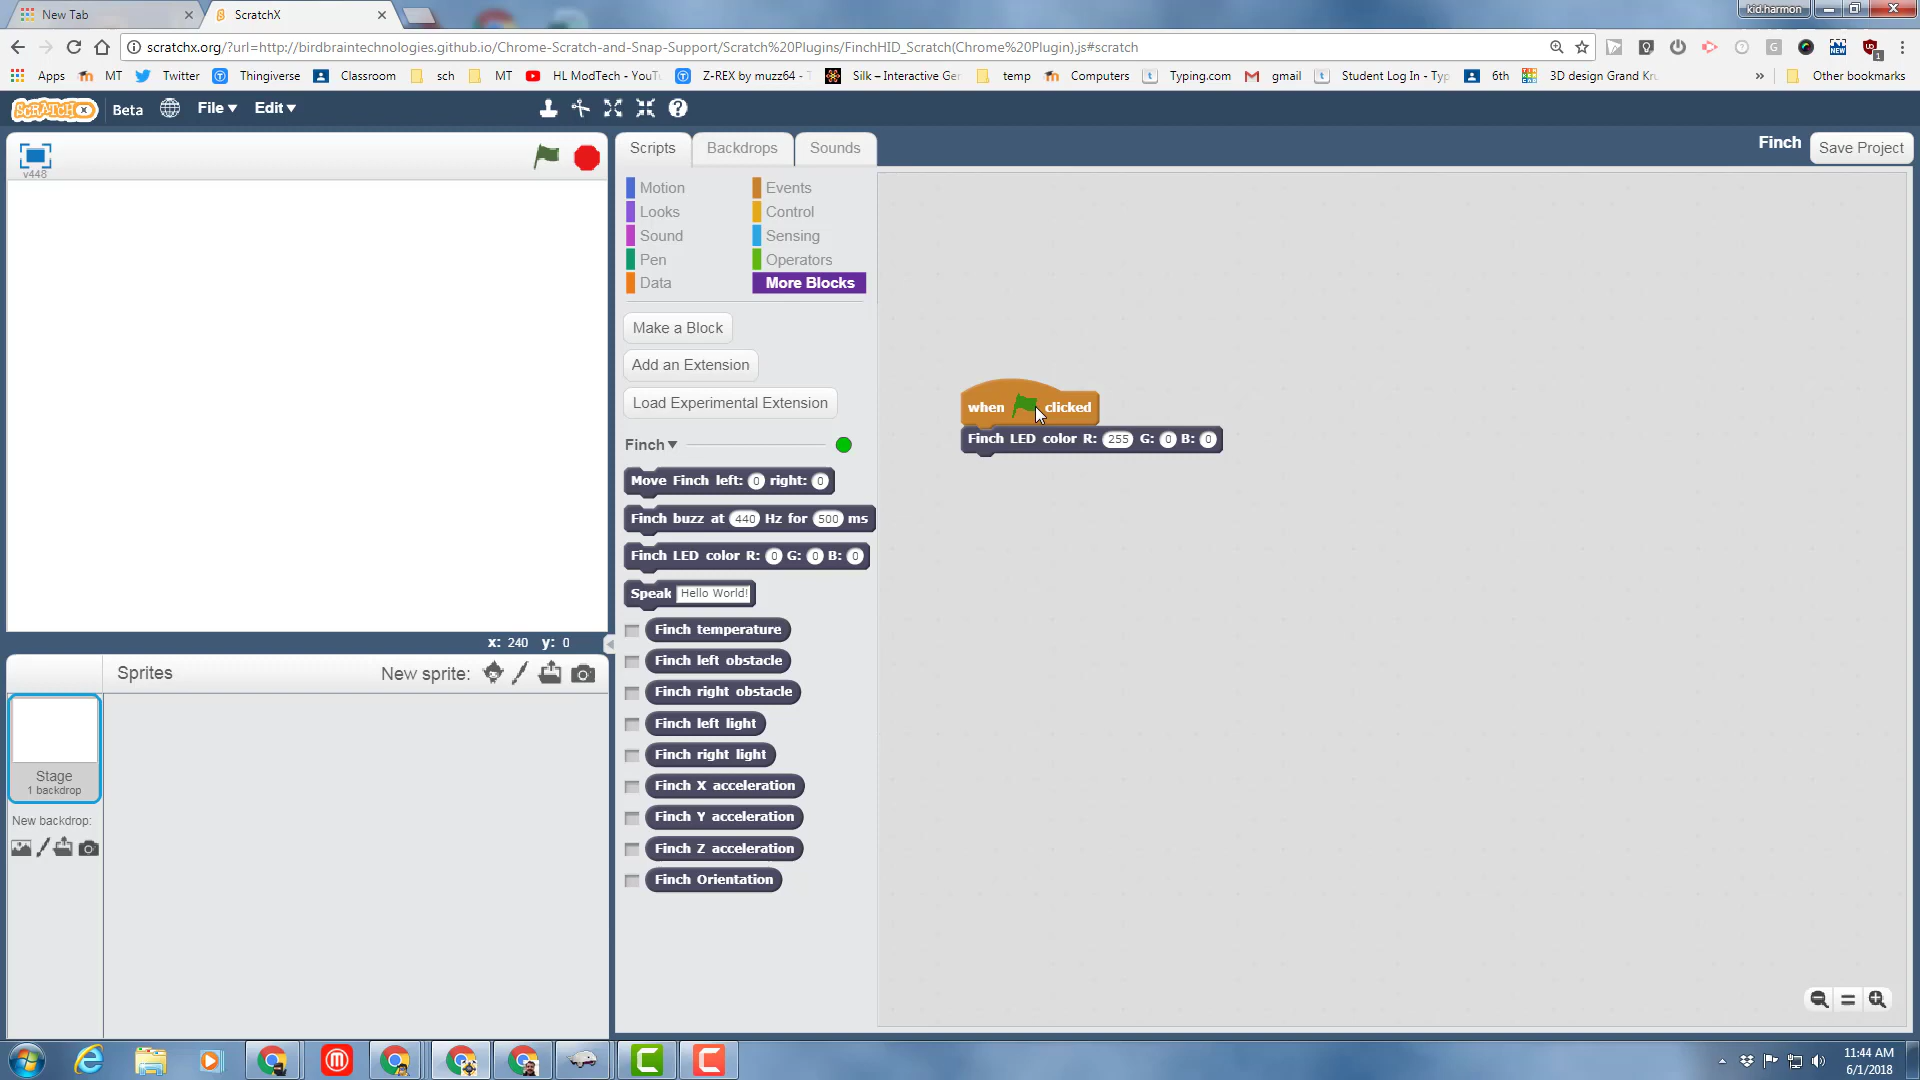 New Tab
ScratchX
kid.harmon
scratchx.org/?url=http://birdbraintechnologies.github.io/Chrome-Scratch-and-Snap-Support/Scratch%20Plugins/FinchHID_Scratch(Chrome%20Plugin).js#scratch
Apps MT Twitter Thingiverse Classroom sch MT HL ModTech - YouT Z-REX by muzz64 - T Silk – Interactive Ge temp Computers Typing.com gmail Student Log In - Typ 6th 3D design Grand Kr » Other bookmarks
SCRATCHX Beta File Edit
v448
Scripts Backdrops Sounds
Finch Save Project
Motion Events
Looks Control
Sound Sensing
Pen Operators
Data More Blocks
Make a Block
Add an Extension
Load Experimental Extension
Finch
Move Finch left: 0 right: 0
Finch buzz at 440 Hz for 500 ms
Finch LED color R: 0 G: 0 B: 0
Speak Hello World!
Finch temperature
Finch left obstacle
Finch right obstacle
Finch left light
Finch right light
Finch X acceleration
Finch Y acceleration
Finch Z acceleration
Finch Orientation
when clicked
Finch LED color R: 255 G: 0 B: 0
x: 240 y: 0
Sprites New sprite:
Stage
1 backdrop
New backdrop:
11:44 AM
6/1/2018